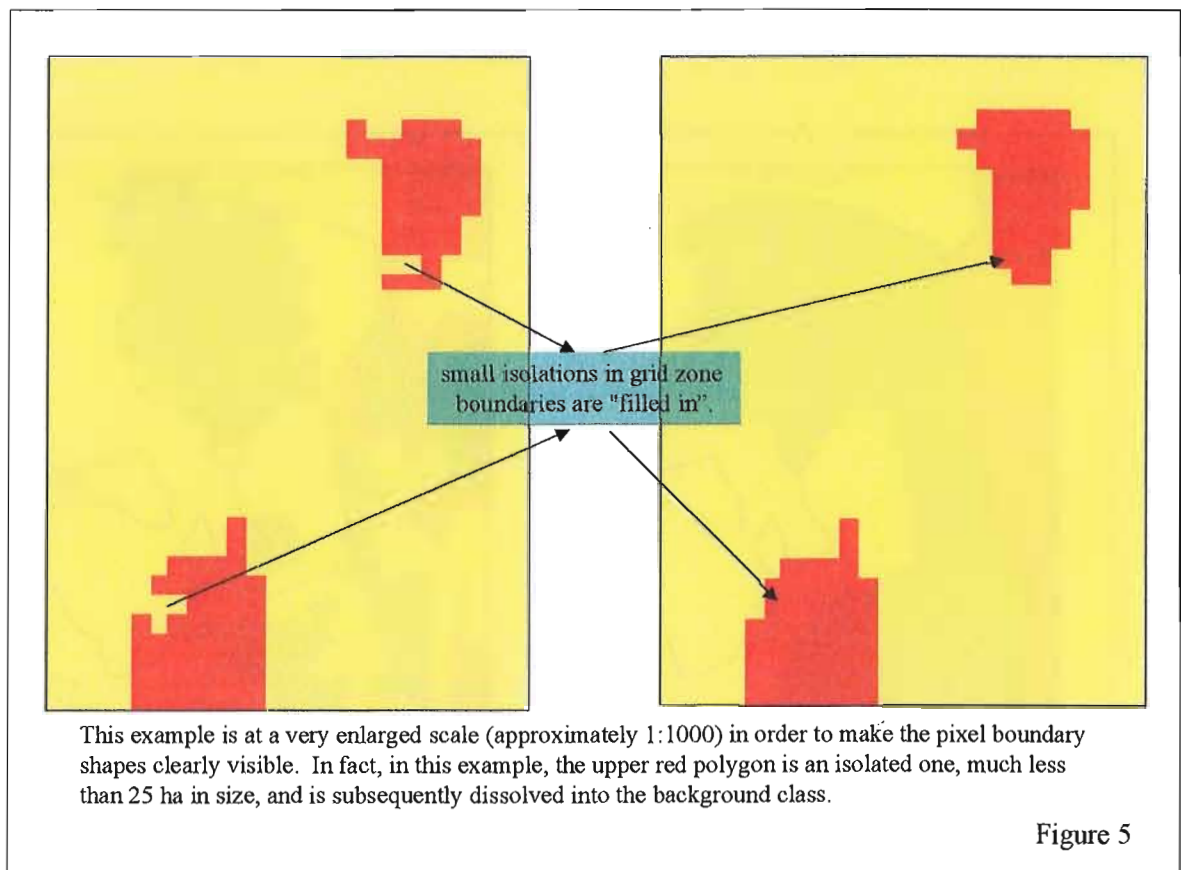 small isolations in grid zone
boundaries are "filled in".
This example is at a very enlarged scale (approximately 1:1000) in order to make the pixel boundary
shapes clearly visible. In fact, in this example, the upper red polygon is an isolated one, much less
than 25 ha in size, and is subsequently dissolved into the background class.
Figure 5